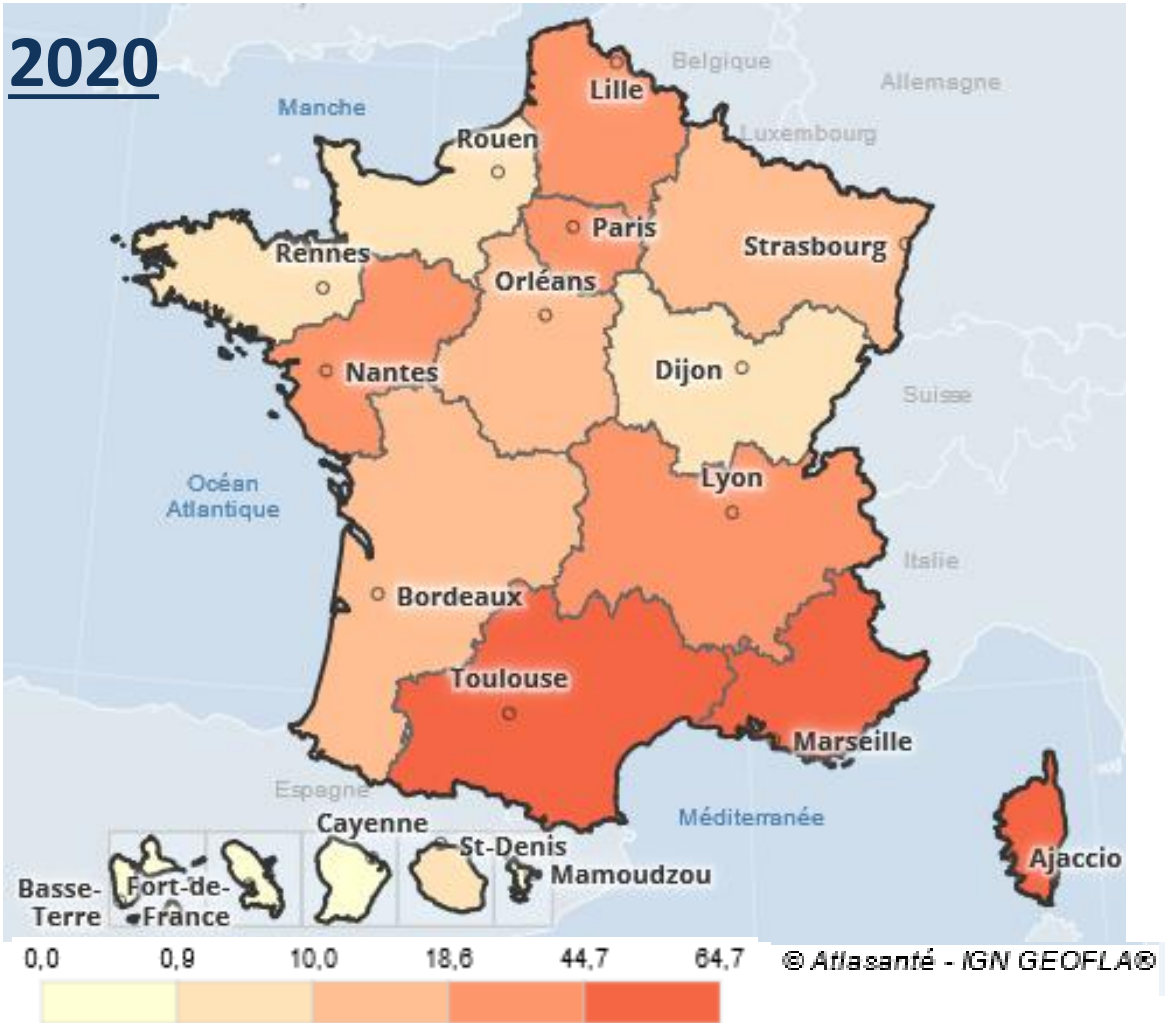 2020
Belgique
Allemagne
Lille
Manche
Luxembourg
Rouen
Paris
Strasbourg
Rennes
Orléans
Dijon
Nantes
Suisse
Lyon
Océan
Atlantique
Italie
Bordeaux
Toulouse
Marseille
Espagne
Méditerranée
Cayenne
St-Denis
Ajaccio
Mamoudzou
Basse-
Terre
Fort-de-
France
0,0 0,9 10,0 18,6 44,7 64,7
© Atlasanté - IGN GEOFLA®